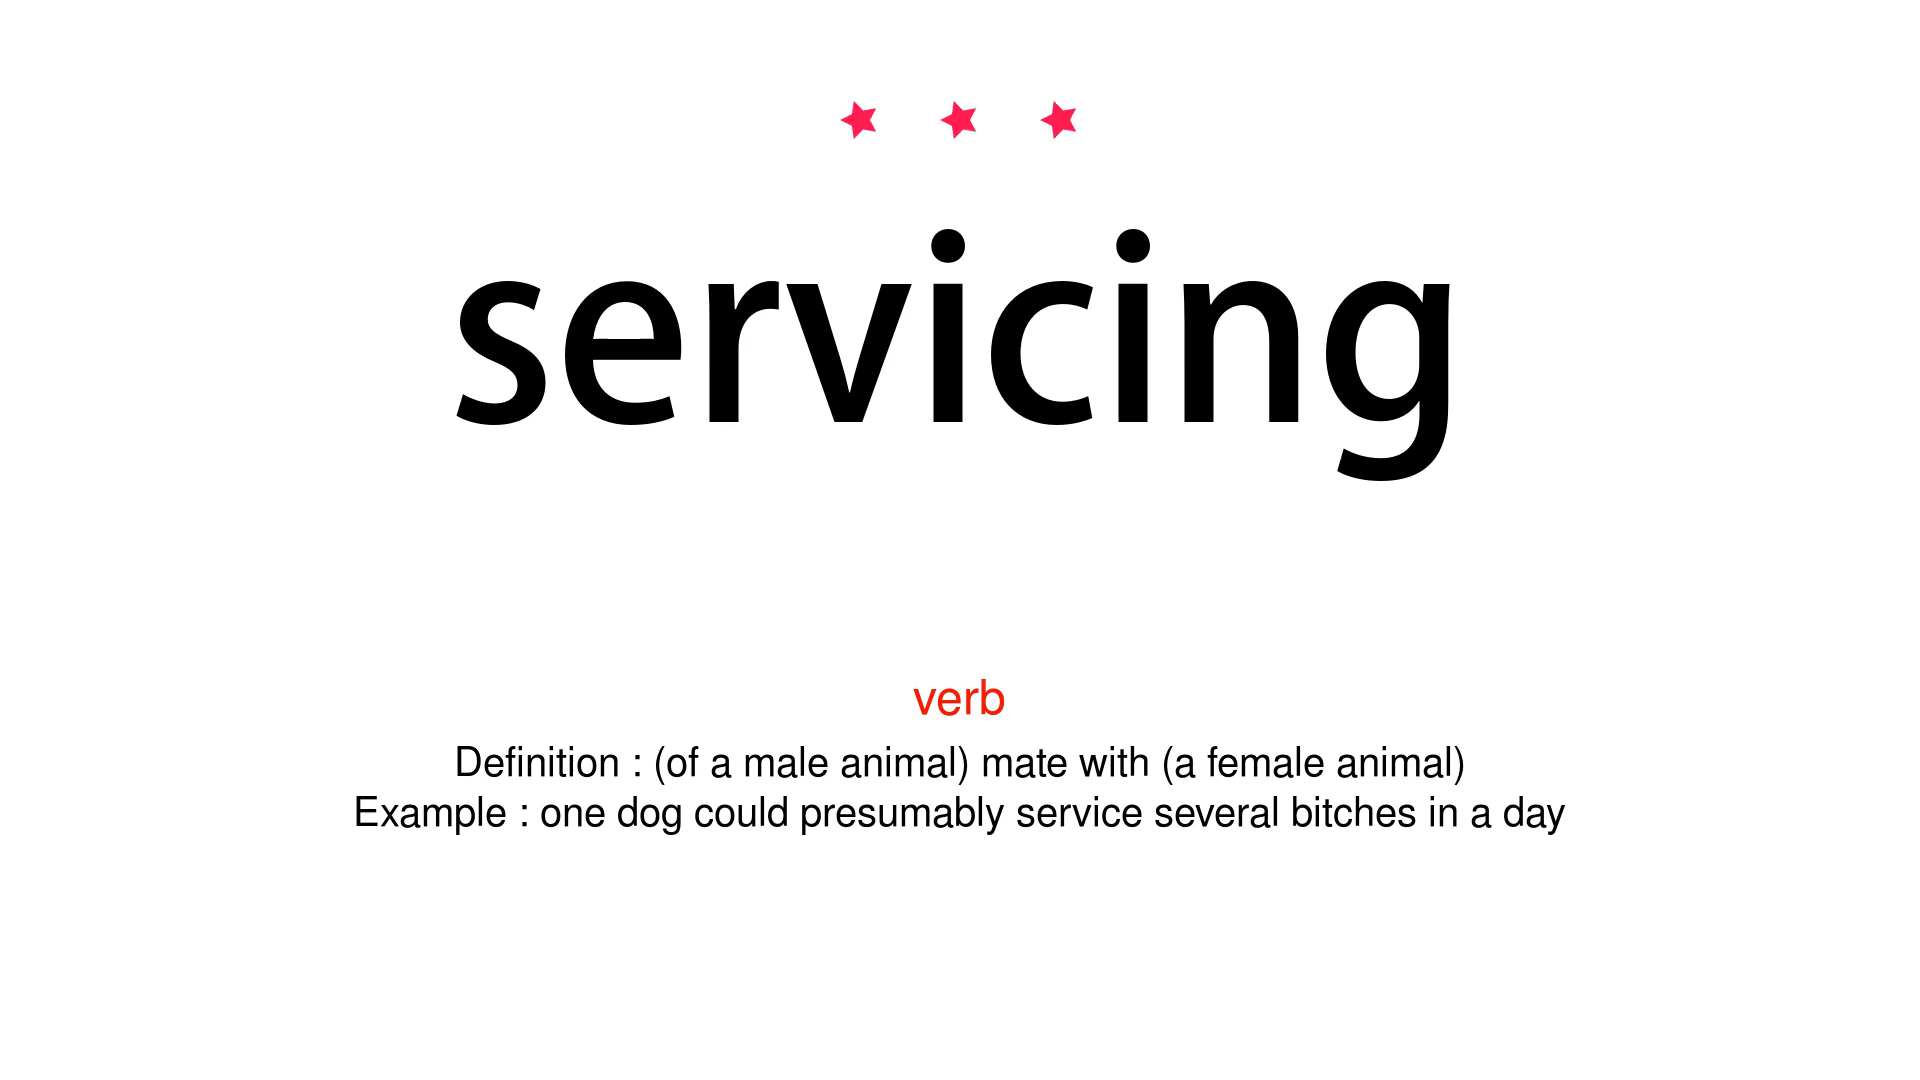 servicing
verb
Definition : (of a male animal) mate with (a female animal)
Example : one dog could presumably service several bitches in a day